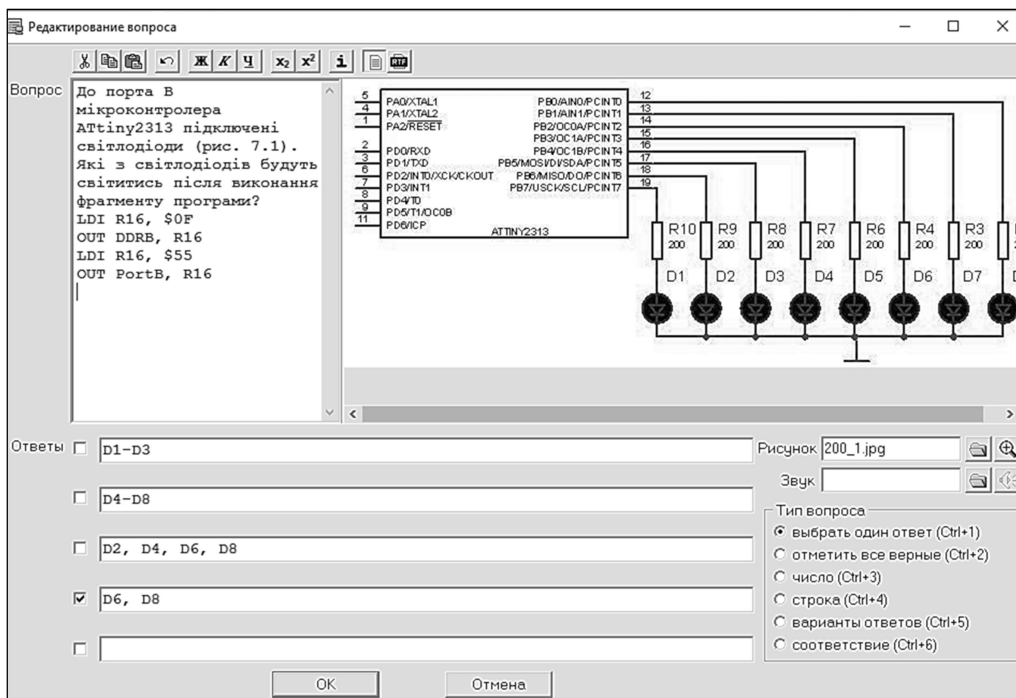 Редактирование вопроса
Ж К Ч x₂ x² i RTF
Вопрос
До порта В
мікроконтролера
ATtiny2313 підключені
світлодіоди (рис. 7.1).
Які з світлодіодів будуть
світитись після виконання
фрагменту програми?
LDI R16, $0F
OUT DDRB, R16
LDI R16, $55
OUT PortB, R16
5 PA0/XTAL1 PB0/AIN0/PCINT0 12
4 PA1/XTAL2 PB1/AIN1/PCINT1 13
1 PA2/RESET PB2/OC0A/PCINT2 14
PB3/OC1A/PCINT3 15
2 PD0/RXD PB4/OC1B/PCINT4 16
3 PD1/TXD PB5/MOSI/DI/SDA/PCINT5 17
6 PD2/INT0/XCK/CKOUT PB6/MISO/DO/PCINT6 18
7 PD3/INT1 PB7/USCK/SCL/PCINT7 19
8 PD4/T0
9 PD5/T1/OC0B
11 PD6/ICP
ATTINY2313
R10 R9 R8 R7 R6 R4 R3
200 200 200 200 200 200 200
D1 D2 D3 D4 D5 D6 D7
Ответы
D1-D3
D4-D8
D2, D4, D6, D8
D6, D8
Рисунок 200_1.jpg
Звук
Тип вопроса
выбрать один ответ (Ctrl+1)
отметить все верные (Ctrl+2)
число (Ctrl+3)
строка (Ctrl+4)
варианты ответов (Ctrl+5)
соответствие (Ctrl+6)
OK Отмена